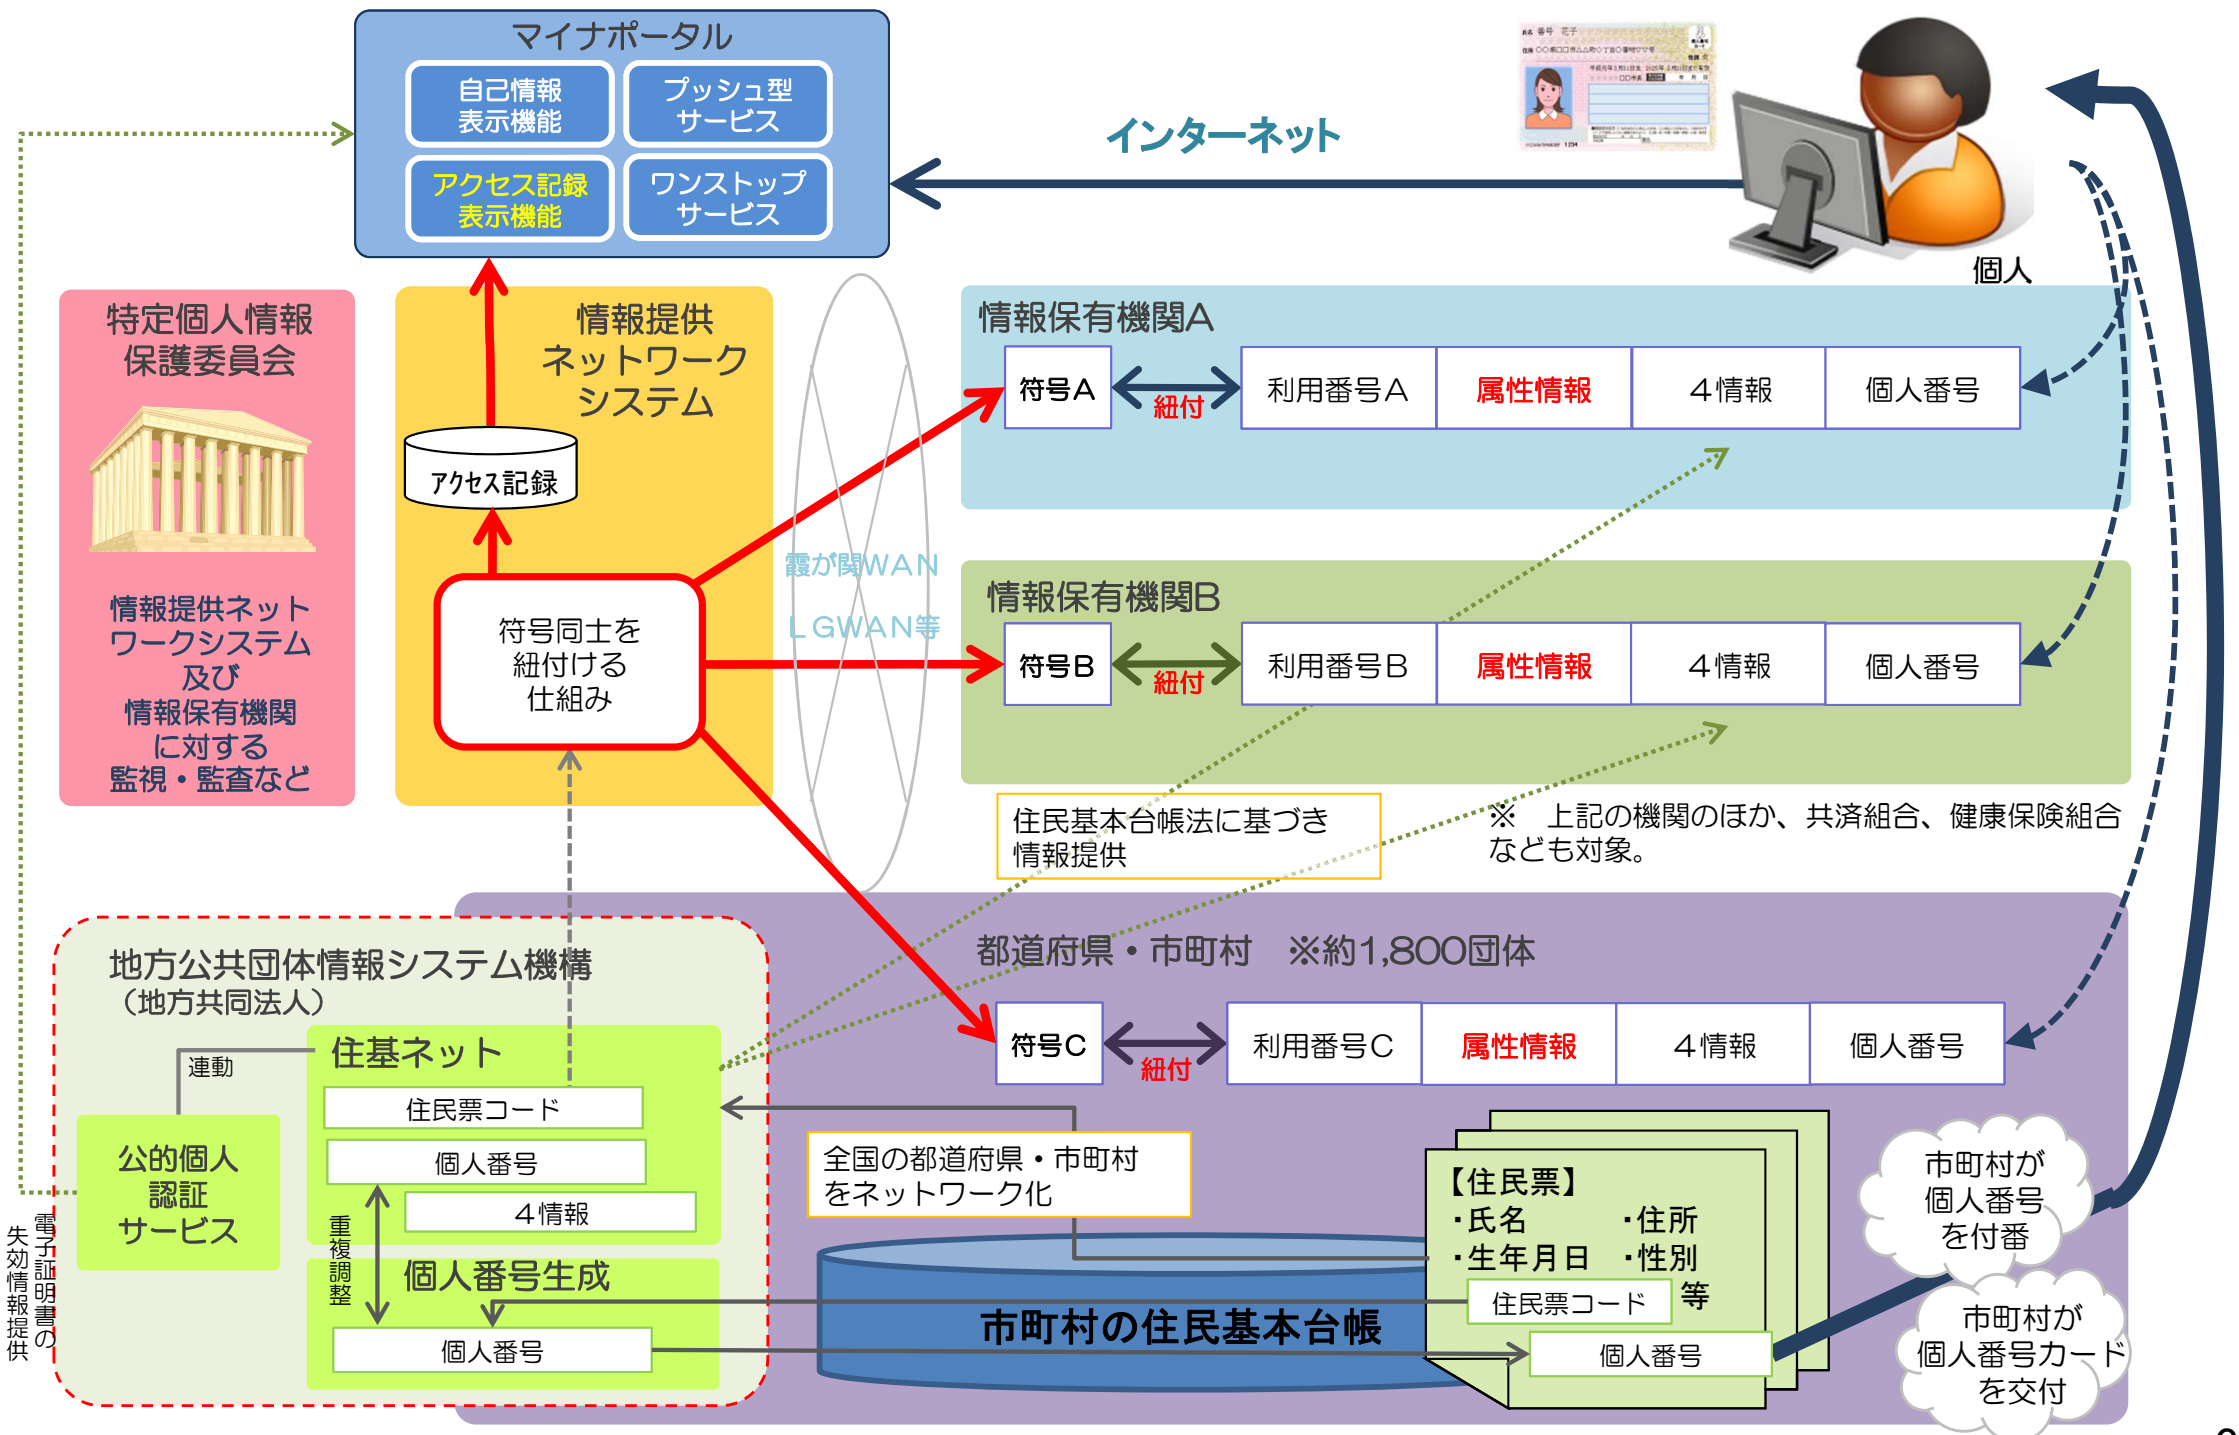 マイナポータル
自己情報
表示機能
プッシュ型
サービス
アクセス記録
表示機能
ワンストップ
サービス
インターネット
氏名 番号 花子
個人
特定個人情報
保護委員会
情報提供ネット
ワークシステム
及び
情報保有機関
に対する
監視・監査など
情報提供
ネットワーク
システム
アクセス記録
符号同士を
紐付ける
仕組み
霞が関WAN
LGWAN等
情報保有機関A
符号A
紐付
利用番号A
属性情報
4情報
個人番号
情報保有機関B
符号B
紐付
利用番号B
属性情報
4情報
個人番号
住民基本台帳法に基づき
情報提供
※ 上記の機関のほか、共済組合、健康保険組合
なども対象。
都道府県・市町村 ※約1,800団体
符号C
紐付
利用番号C
属性情報
4情報
個人番号
地方公共団体情報システム機構
（地方共同法人）
住基ネット
連動
住民票コード
個人番号
4情報
公的個人
認証
サービス
重複調整
個人番号生成
個人番号
電子証明書の
失効情報提供
全国の都道府県・市町村
をネットワーク化
市町村の住民基本台帳
【住民票】
・氏名 ・住所
・生年月日 ・性別
等
住民票コード
個人番号
市町村が
個人番号
を付番
市町村が
個人番号カード
を交付